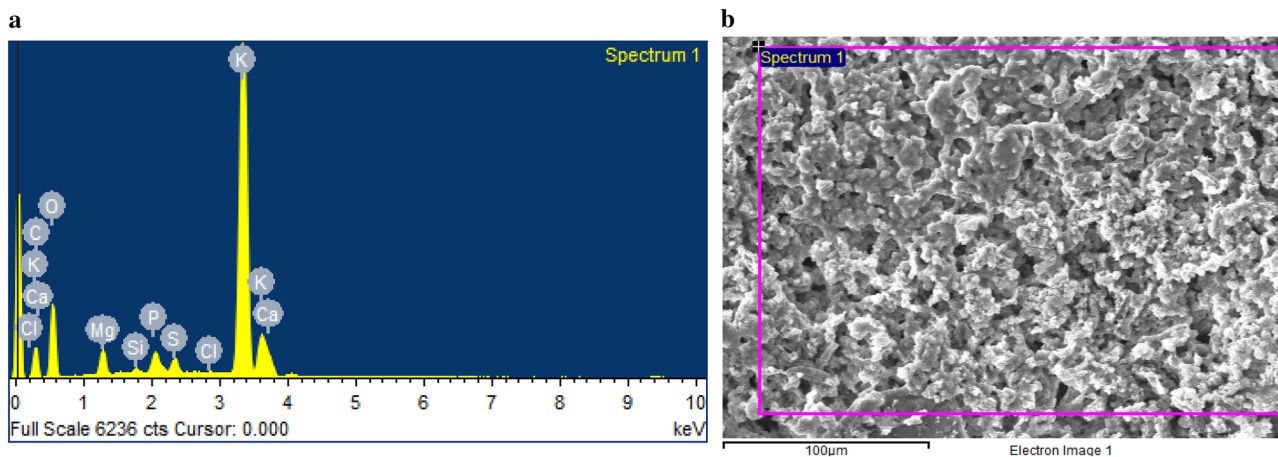 a
Spectrum 1
K
O
C
K
Ca
Cl
Mg
Si
P
S
Cl
K
Ca
0 1 2 3 4 5 6 7 8 9 10
Full Scale 6236 cts Cursor: 0.000 keV
b
Spectrum 1
100µm Electron Image 1